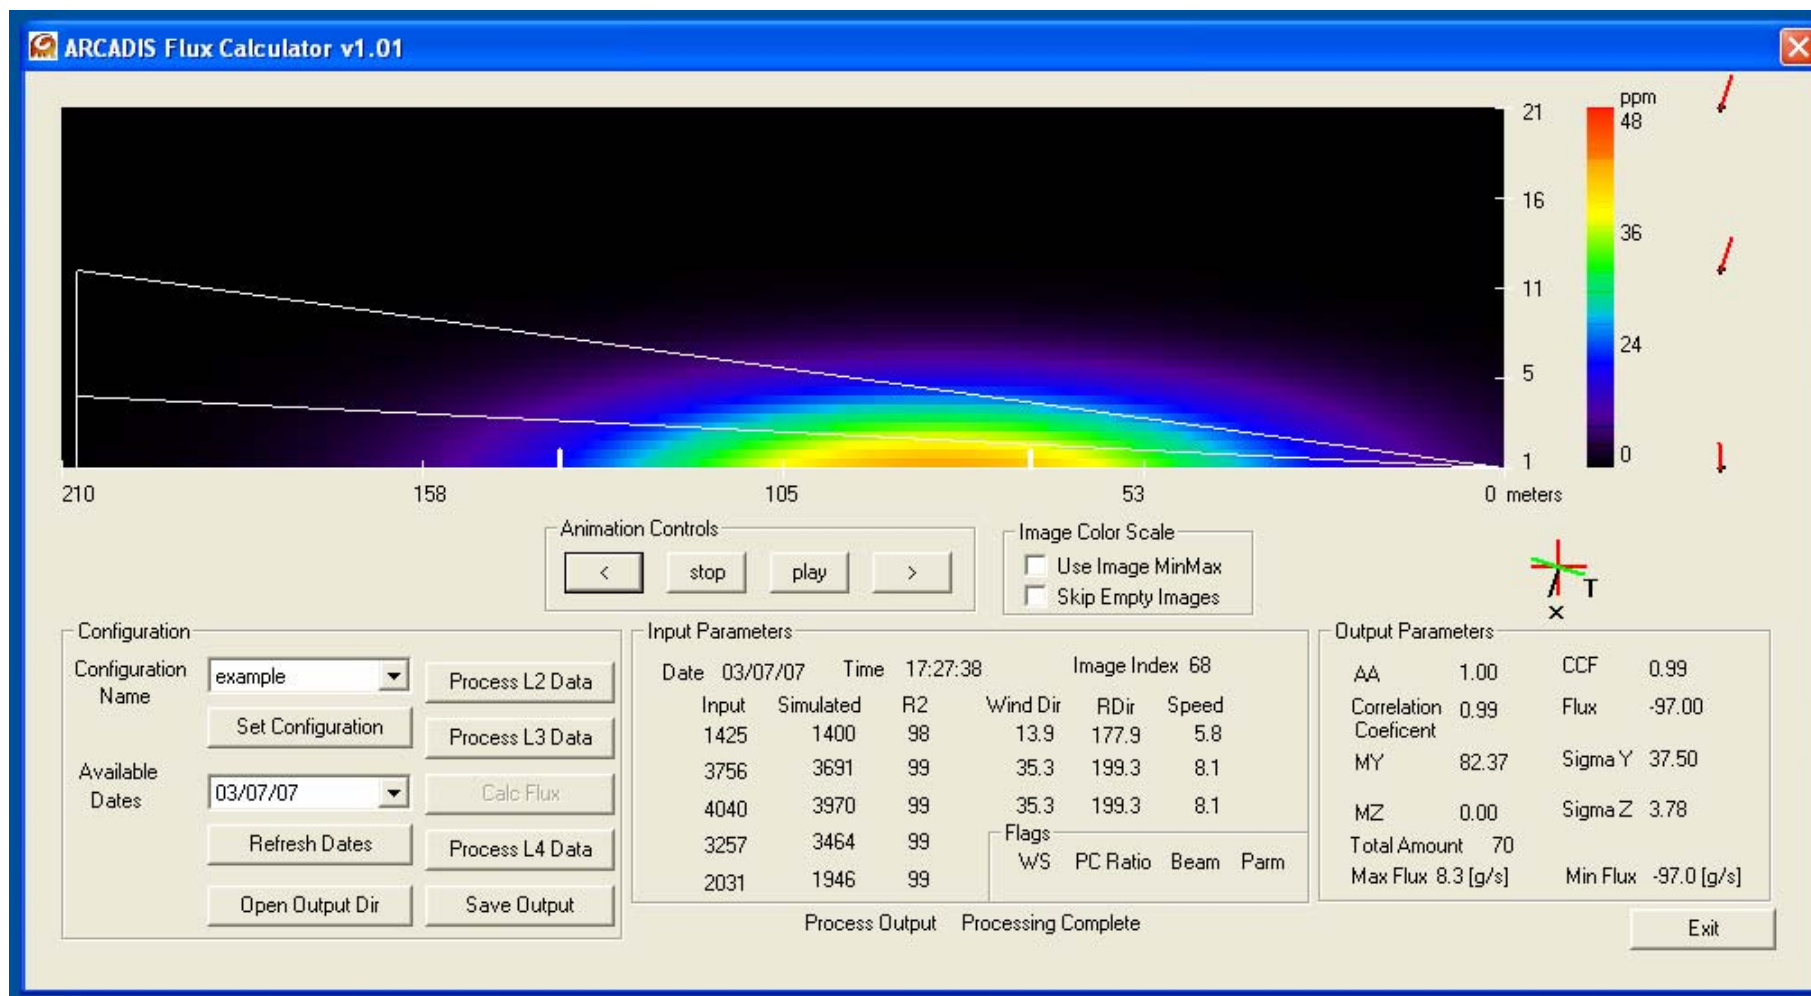 ARCADIS Flux Calculator v1.01
ppm
21
48
16
36
11
24
5
0
1
210 158 105 53 0 meters
Animation Controls
< stop play >
Image Color Scale
Use Image MinMax
Skip Empty Images
T
X
Configuration
Configuration Name
example
Set Configuration
Available Dates
03/07/07
Refresh Dates
Open Output Dir
Process L2 Data
Process L3 Data
Calc Flux
Process L4 Data
Save Output
Input Parameters
Date 03/07/07 Time 17:27:38 Image Index 68
Input Simulated R2 Wind Dir RDir Speed
1425 1400 98 13.9 177.9 5.8
3756 3691 99 35.3 199.3 8.1
4040 3970 99 35.3 199.3 8.1
3257 3464 99
2031 1946 99
Flags
WS PC Ratio Beam Parm
Process Output Processing Complete
Output Parameters
AA 1.00 CCF 0.99
Correlation Coeficent 0.99 Flux -97.00
MY 82.37 Sigma Y 37.50
MZ 0.00 Sigma Z 3.78
Total Amount 70
Max Flux 8.3 [g/s] Min Flux -97.0 [g/s]
Exit